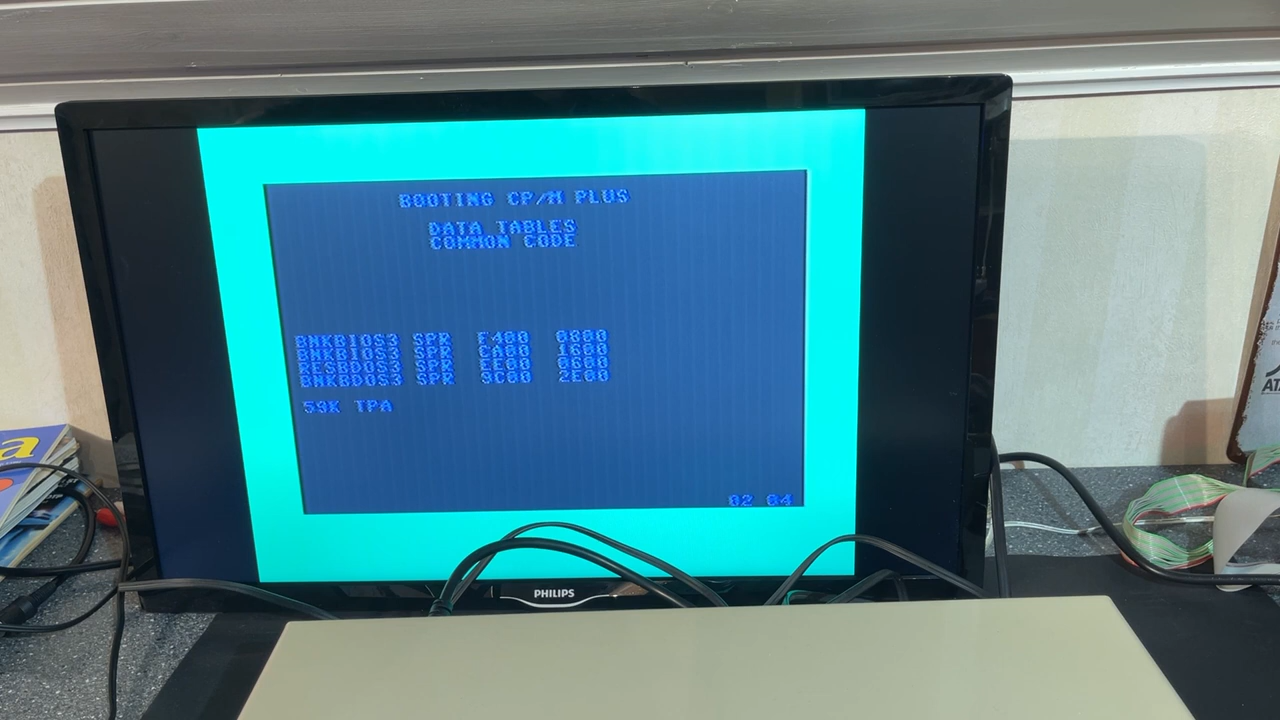 BOOTING CP/M PLUS
DATA TABLES
COMMON CODE
BNKBIOS3 SPR F400 0800
BNKBIOS3 SPR CA00 1600
RESBDOS3 SPR EE00 0600
BNKBDOS3 SPR 9C00 2E00
59K TPA
02 04
PHILIPS
a